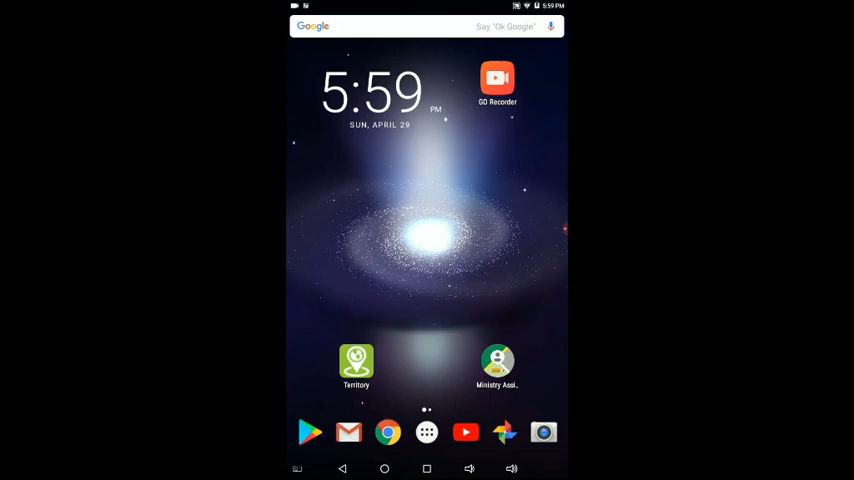 5:59 PM
Google
Say "Ok Google"
5:59 PM
SUN, APRIL 29
GO Recorder
Territory
Ministry Assi..